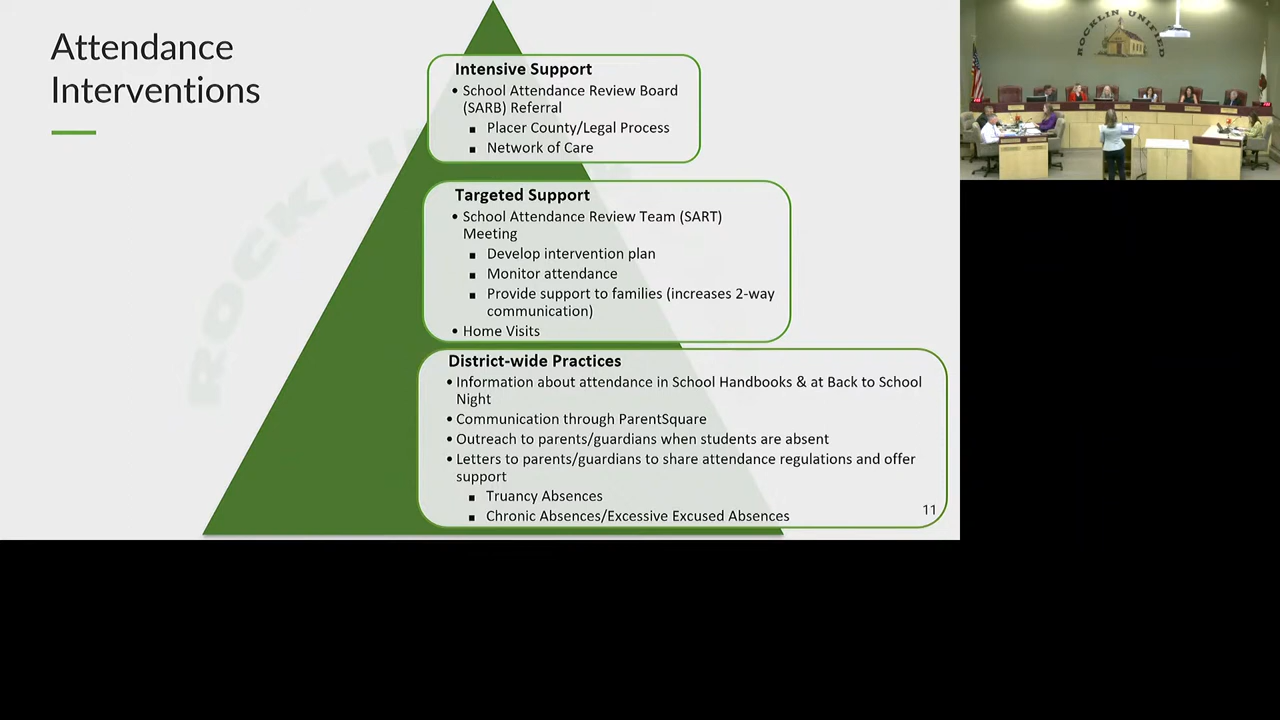 Attendance
Interventions
Intensive Support
• School Attendance Review Board
(SARB) Referral
▪ Placer County/Legal Process
▪ Network of Care
Targeted Support
• School Attendance Review Team (SART)
Meeting
▪ Develop intervention plan
▪ Monitor attendance
▪ Provide support to families (increases 2-way
communication)
• Home Visits
District-wide Practices
• Information about attendance in School Handbooks & at Back to School
Night
• Communication through ParentSquare
• Outreach to parents/guardians when students are absent
• Letters to parents/guardians to share attendance regulations and offer
support
▪ Truancy Absences
▪ Chronic Absences/Excessive Excused Absences
11
ROCKLIN
ROCKLIN UNIFIED